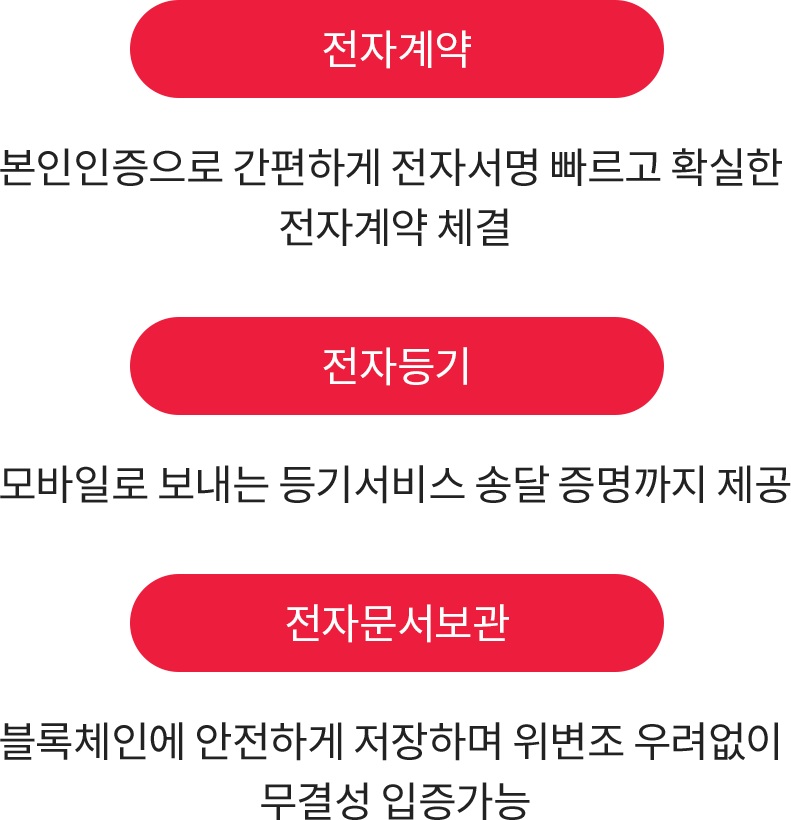 전자계약
본인인증으로 간편하게 전자서명 빠르고 확실한
전자계약 체결
전자등기
모바일로 보내는 등기서비스 송달 증명까지 제공
전자문서보관
블록체인에 안전하게 저장하며 위변조 우려없이
무결성 입증가능